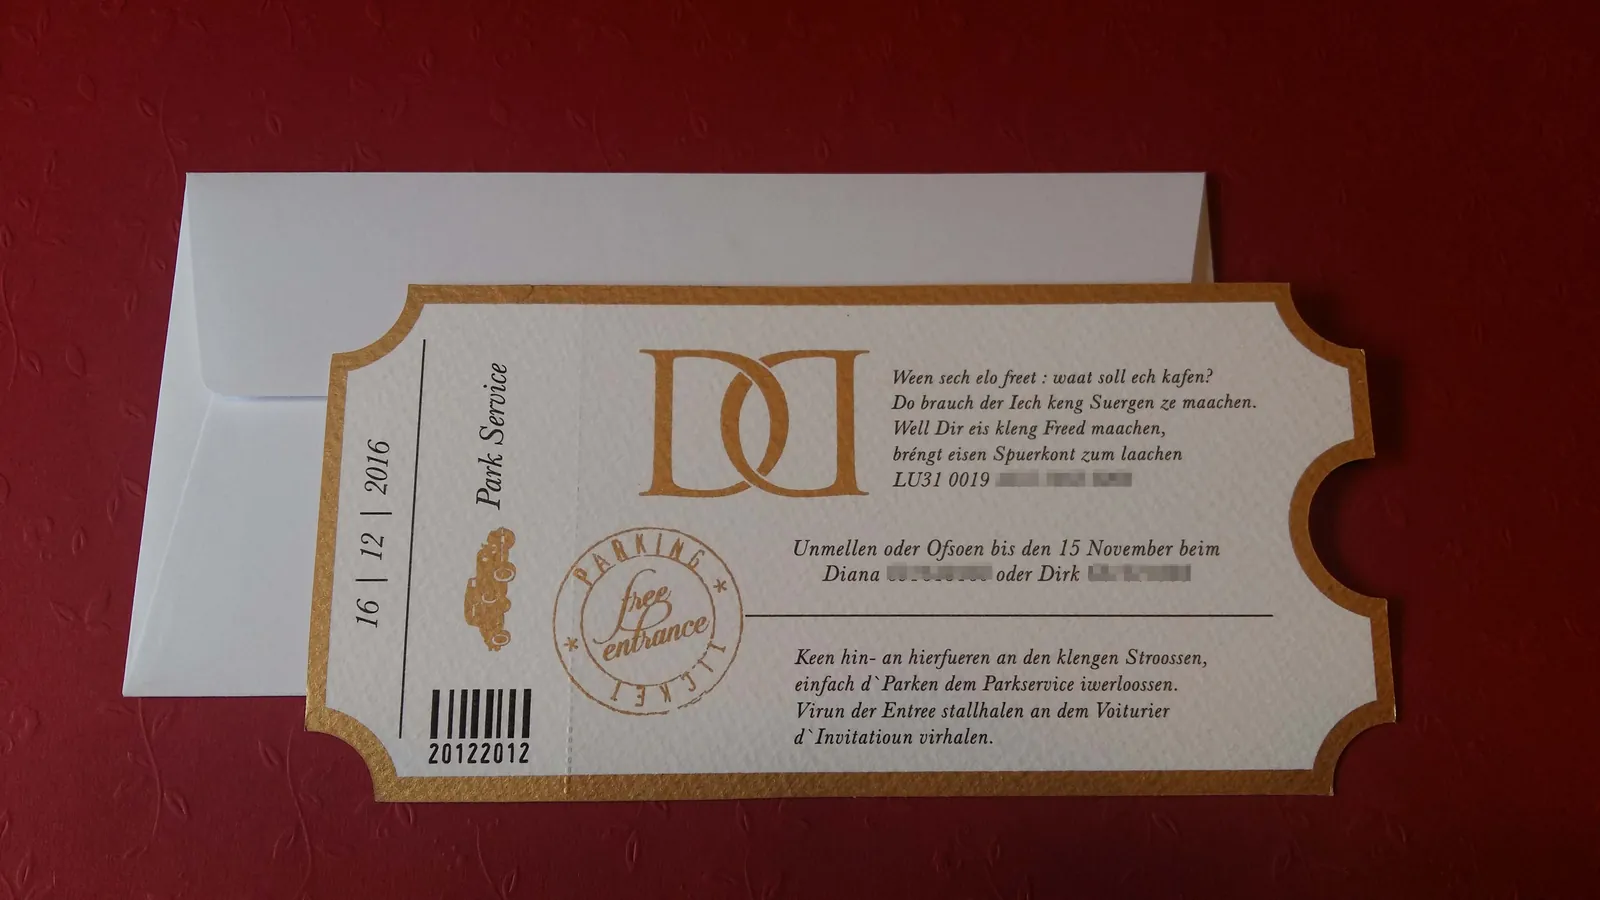 16 | 12 | 2016
Park Service
20122012
DD
PARKING
free
entrance
TICKET
Ween sech elo freet : waat soll ech kafen?
Do brauch der Iech keng Suergen ze maachen.
Well Dir eis kleng Freed maachen,
bréngt eisen Spuerkont zum laachen
LU31 0019
Unmellen oder Ofsoen bis den 15 November beim
Diana oder Dirk
Keen hin- an hierfueren an den klengen Stroossen,
einfach d`Parken dem Parkservice iwerloossen.
Virun der Entree stallhalen an dem Voiturier
d`Invitatioun virhalen.